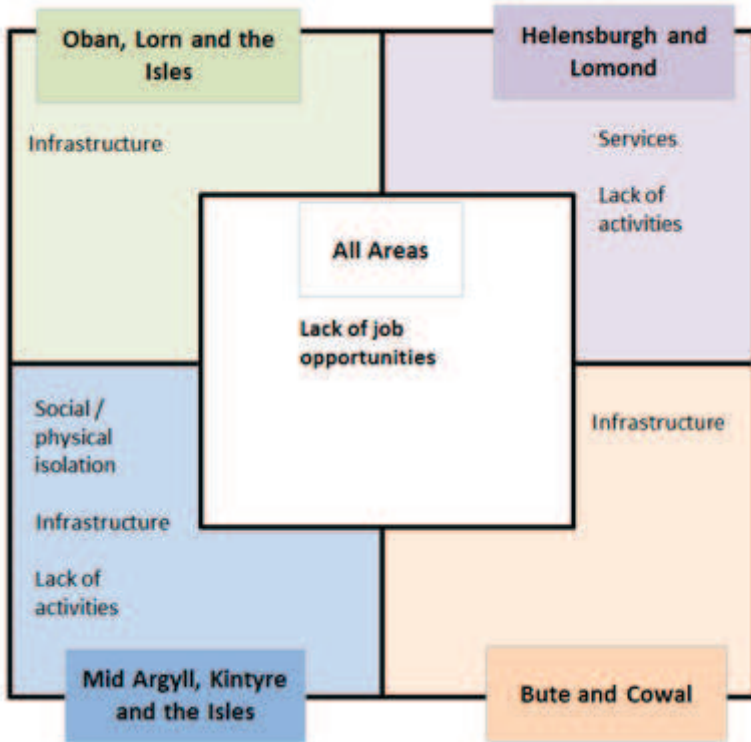 Oban, Lorn and the
Isles
Infrastructure
Helensburgh and
Lomond
Services
Lack of
activities
All Areas
Lack of job
opportunities
Social /
physical
isolation
Infrastructure
Lack of
activities
Mid Argyll, Kintyre
and the Isles
Infrastructure
Bute and Cowal